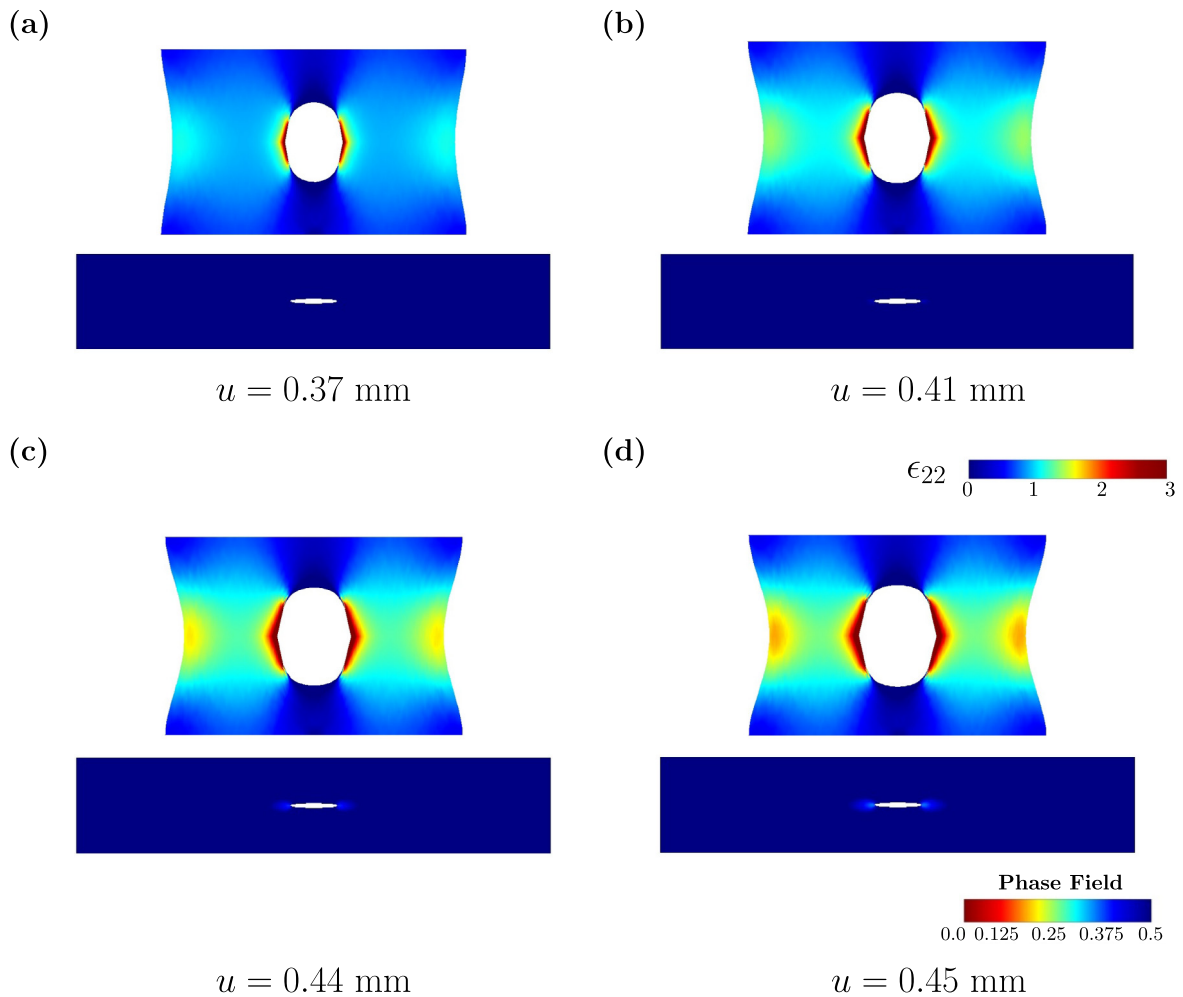 (a)
(b)
u = 0.37 mm
u = 0.41 mm
(c)
(d)
ϵ22
0 1 2 3
Phase Field
0.0 0.125 0.25 0.375 0.5
u = 0.44 mm
u = 0.45 mm